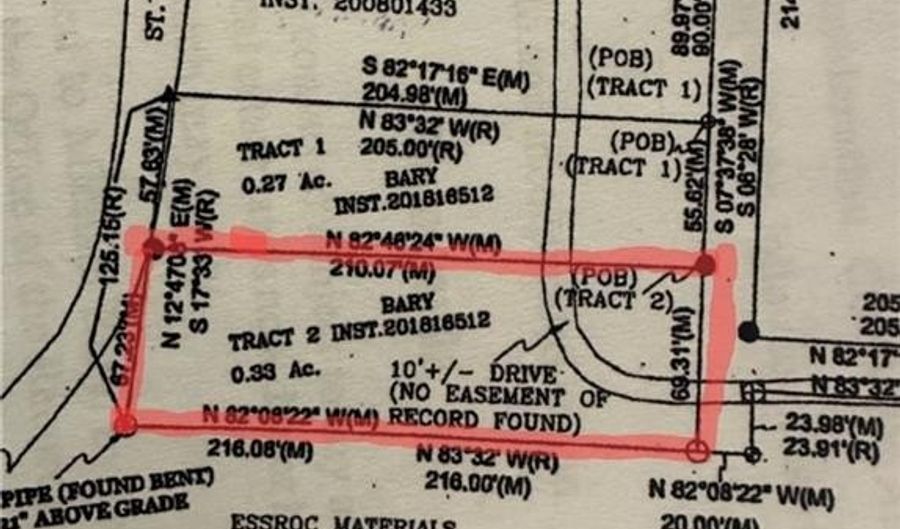 INST. 200801433
ST.
89.97'
90.00'
214
S 82°17'16" E(M)
204.98'(M)
N 83°32' W(R)
205.00'(R)
(POB)
(TRACT 1)
(POB)
(TRACT 1)
TRACT 1
0.27 Ac.
BARY
INST.201816512
57.63'(M)
125.15(R)
S 17°33' W(R)
55.62'(M)
S 07°37'38" W(M)
S 06°28' W(R)
N 82°46'24" W(M)
210.07'(M)
(POB)
(TRACT 2)
BARY
TRACT 2 INST.201816512
0.33 Ac.
67.23'(M)
69.31'(M)
10'+/- DRIVE
(NO EASEMENT OF
RECORD FOUND)
205
205
N 82°17'
N 83°32'
23.98'(M)
23.91'(R)
N 82°08'22" W(M)
216.08'(M)
N 83°32' W(R)
216.00'(M)
N 82°08'22" W(M)
20.00'(M)
PIPE (FOUND BENT)
" ABOVE GRADE
ESSROC MATERIALS